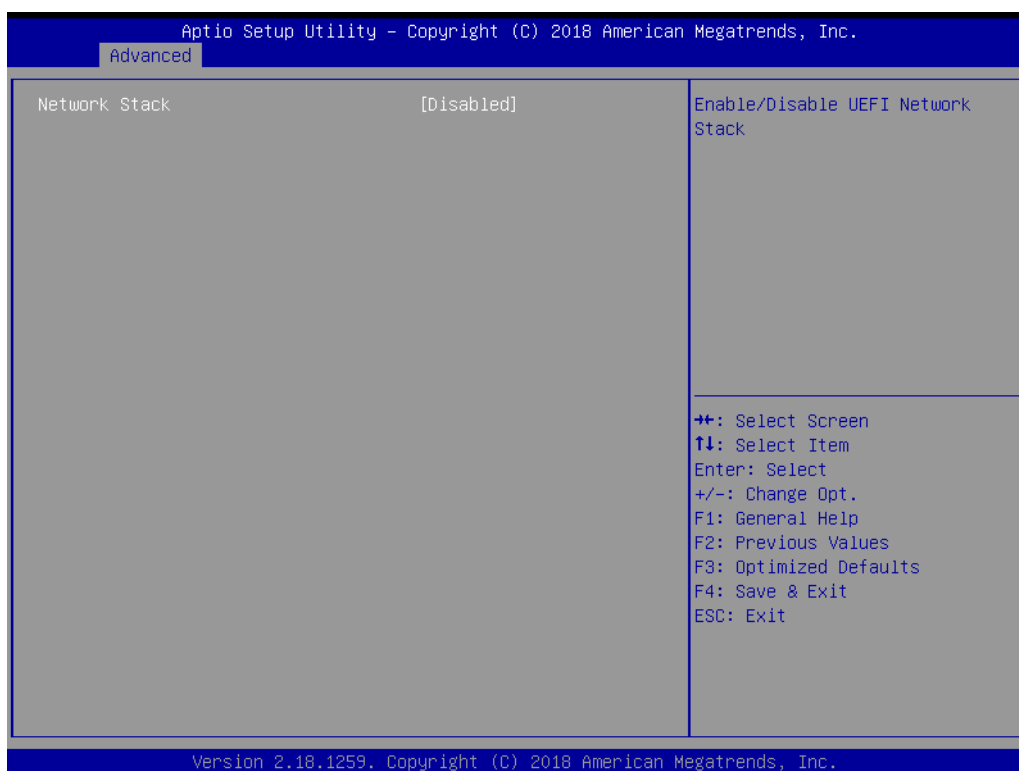 Aptio Setup Utility – Copyright (C) 2018 American Megatrends, Inc.
Advanced
Network Stack [Disabled]
Enable/Disable UEFI Network
Stack
→←: Select Screen
↑↓: Select Item
Enter: Select
+/-: Change Opt.
F1: General Help
F2: Previous Values
F3: Optimized Defaults
F4: Save & Exit
ESC: Exit
Version 2.18.1259. Copyright (C) 2018 American Megatrends, Inc.